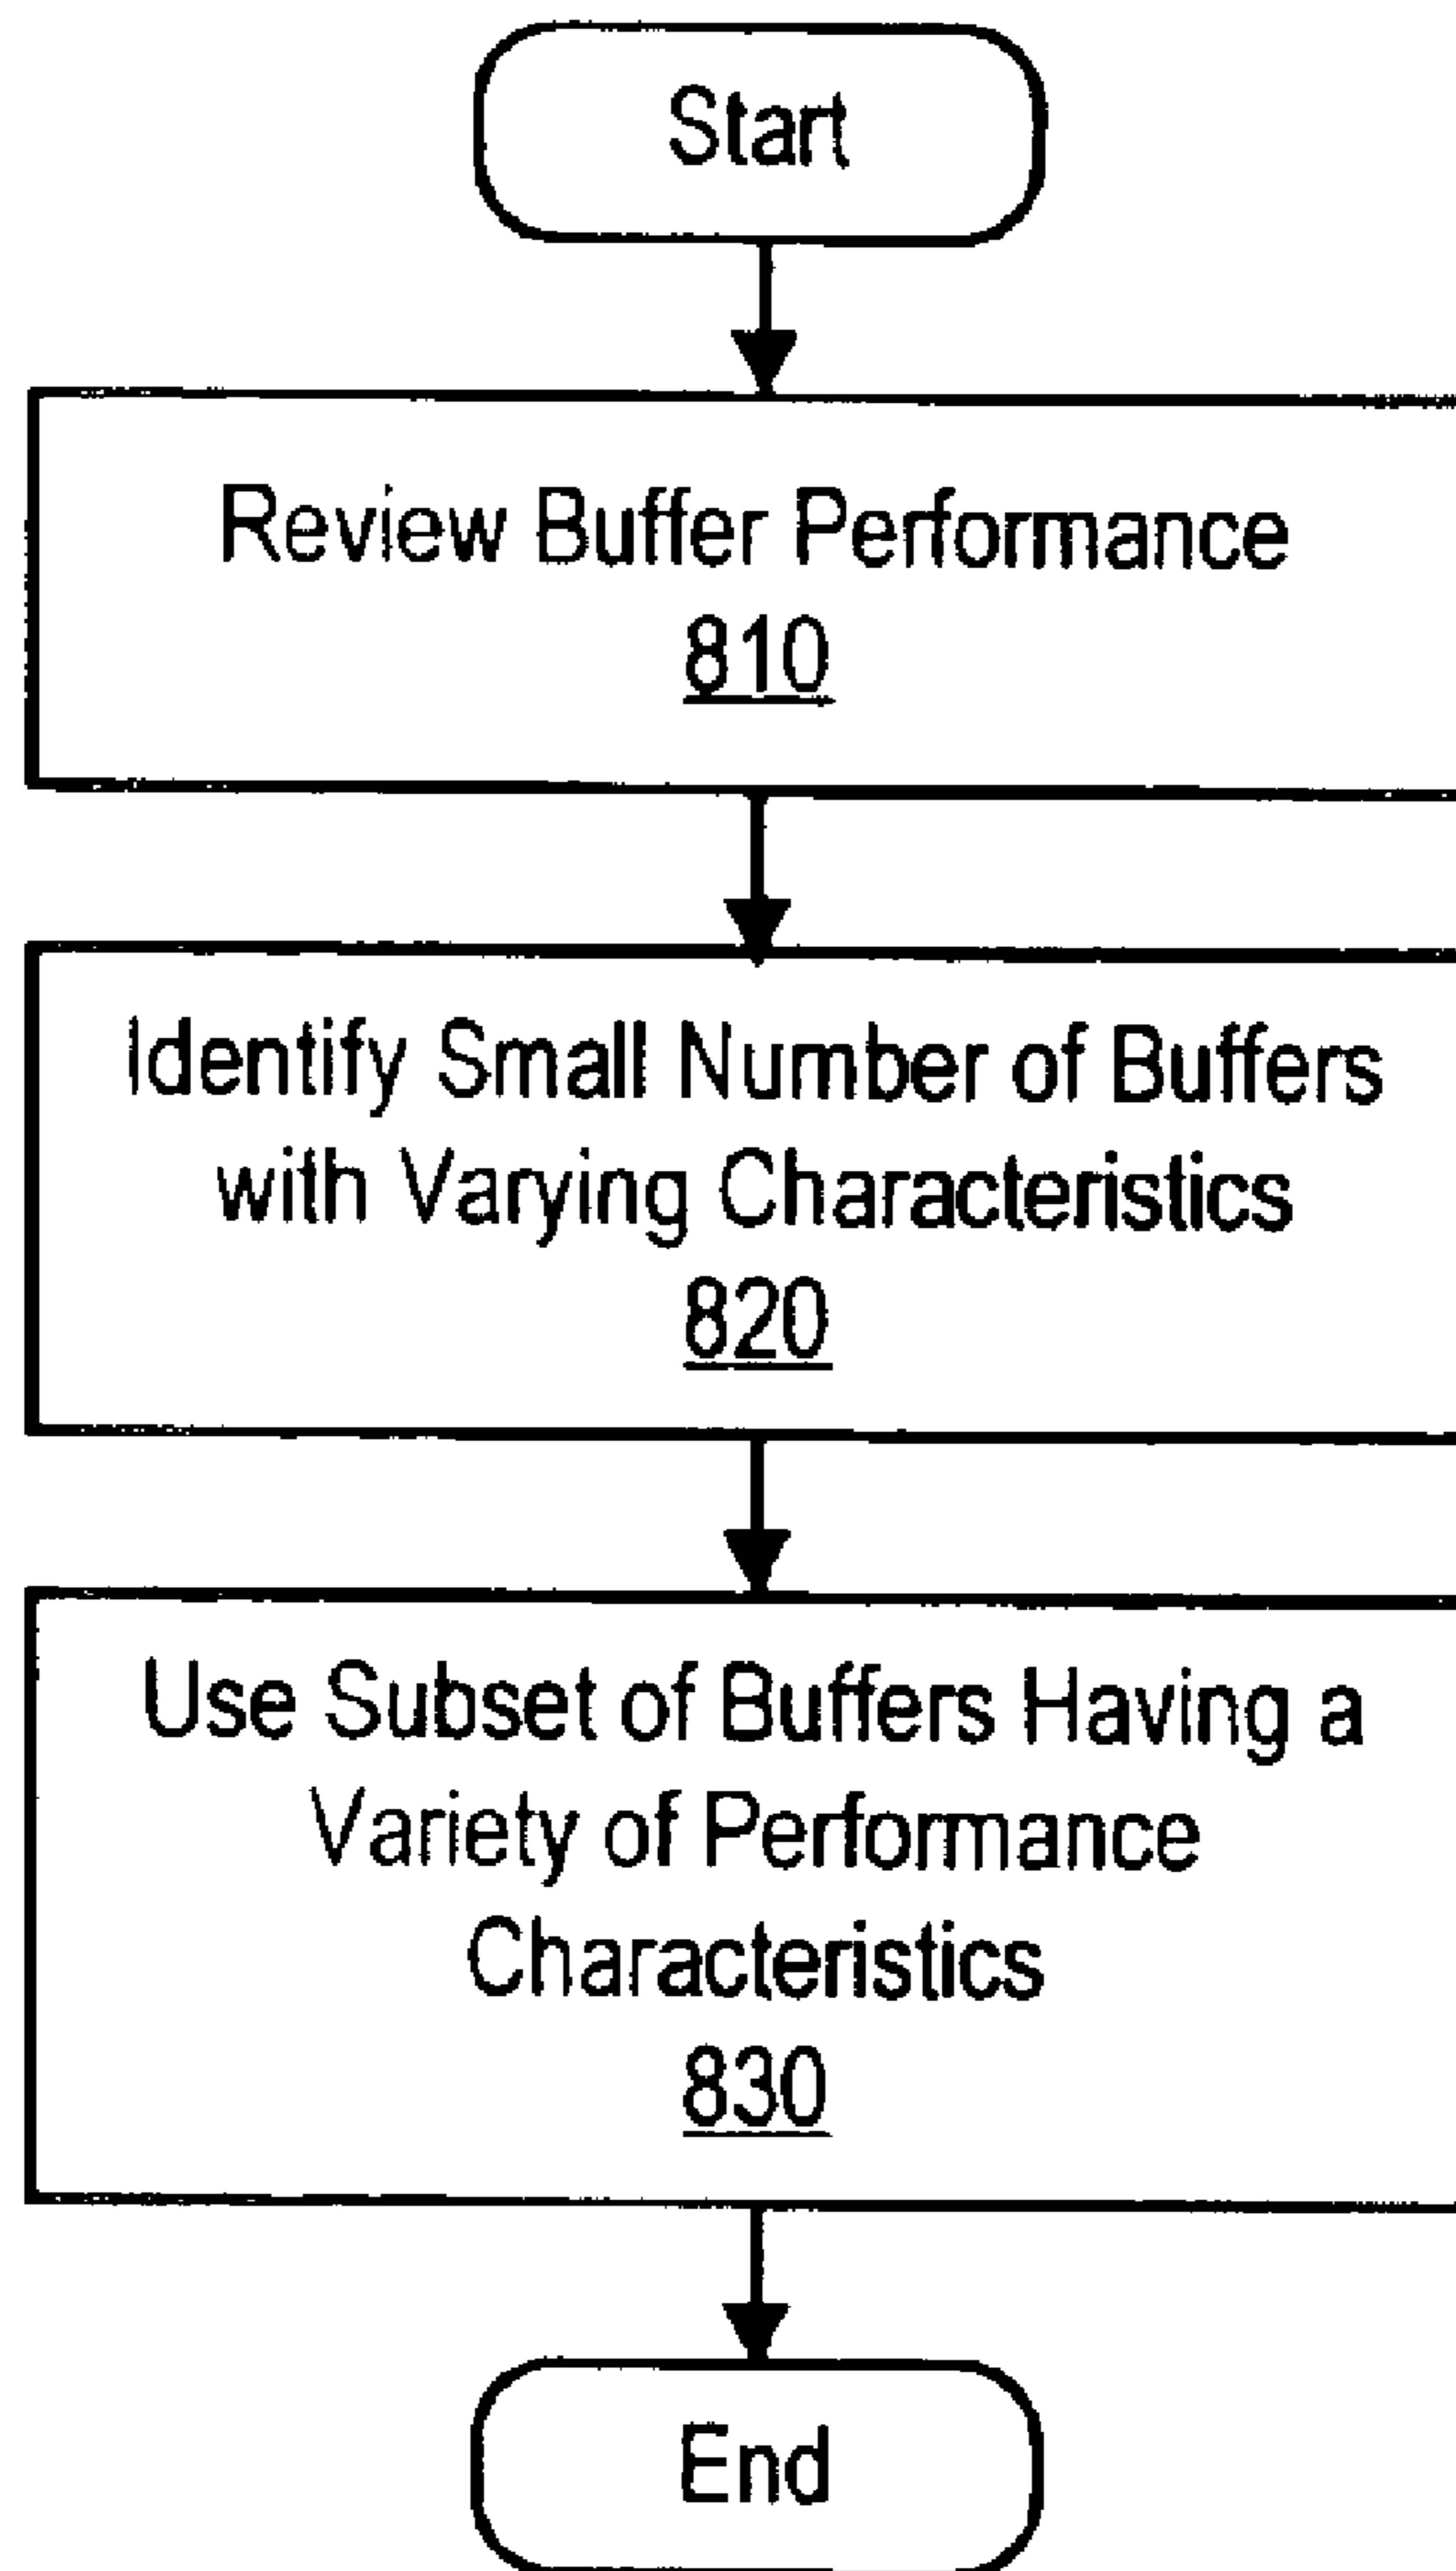 Start
Review Buffer Performance
810
Identify Small Number of Buffers
with Varying Characteristics
820
Use Subset of Buffers Having a
Variety of Performance
Characteristics
830
End